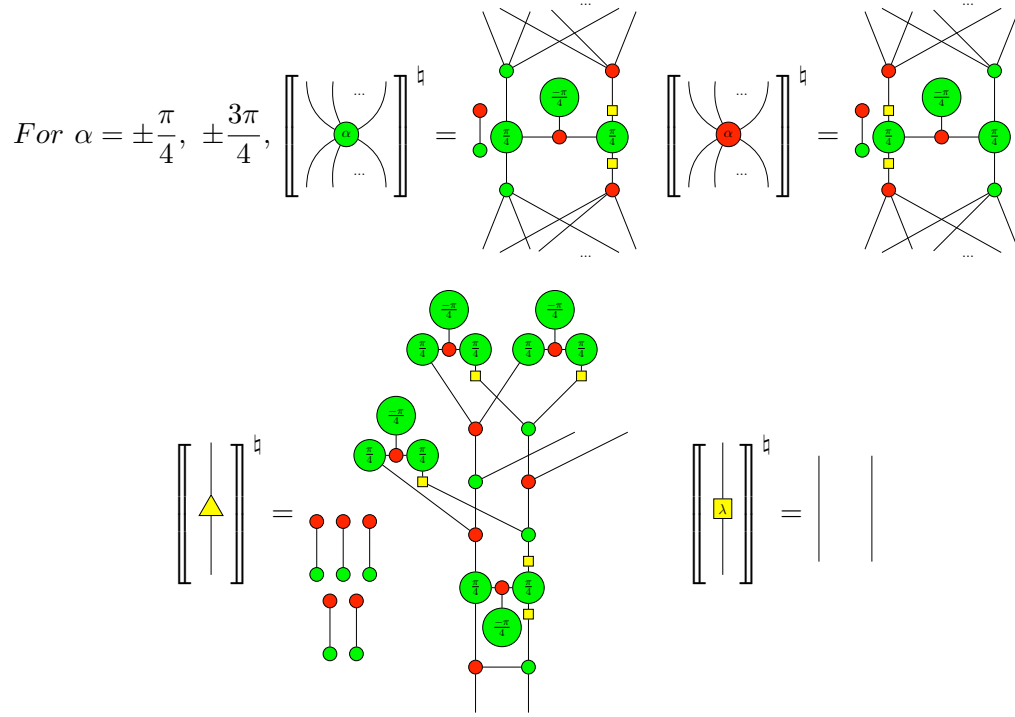 ...  ...
For α = ±π/4, ±3π/4, ⟦ ... α ... ⟧♮ = −π/4 π/4 π/4 ⟦ ... α ... ⟧♮ = −π/4 π/4 π/4
...  ...
−π/4 −π/4
π/4 π/4 π/4 π/4
−π/4
π/4 π/4
⟦ ⟧♮ = ⟦ λ ⟧♮ =
π/4 π/4
−π/4